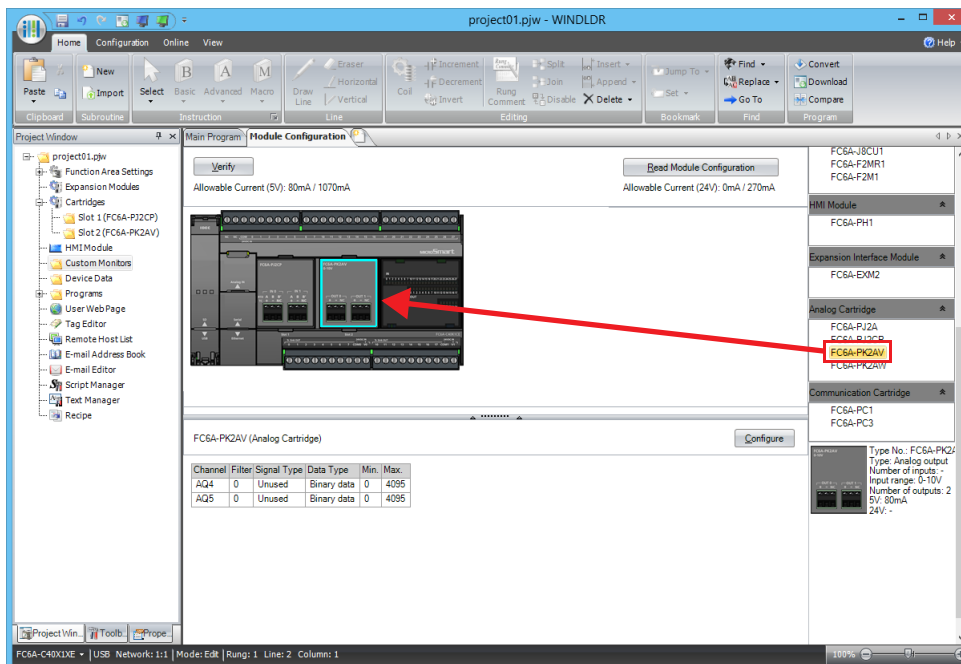 project01.pjw - WINDLDR
Home Configuration Online View Help
Paste
New
Import
Select
Basic Advanced Macro
Draw Line
Eraser
Horizontal
Vertical
Coil
Increment
Decrement
Invert
Rung Comment
Split
Join
Disable
Insert
Append
Delete
Jump To
Set
Find
Replace
Go To
Convert
Download
Compare
Clipboard Subroutine Instruction Line Editing Bookmark Find Program
Project Window
project01.pjw
Function Area Settings
Expansion Modules
Cartridges
Slot 1 (FC6A-PJ2CP)
Slot 2 (FC6A-PK2AV)
HMI Module
Custom Monitors
Device Data
Programs
User Web Page
Tag Editor
Remote Host List
E-mail Address Book
E-mail Editor
Script Manager
Text Manager
Recipe
Project Win... Toolb... Prope...
Main Program Module Configuration
Verify
Read Module Configuration
Allowable Current (5V): 80mA / 1070mA
Allowable Current (24V): 0mA / 270mA
FC6A-PK2AV (Analog Cartridge)
Configure
Channel Filter Signal Type Data Type Min. Max.
AQ4 0 Unused Binary data 0 4095
AQ5 0 Unused Binary data 0 4095
FC6A-J8CU1
FC6A-F2MR1
FC6A-F2M1
HMI Module
FC6A-PH1
Expansion Interface Module
FC6A-EXM2
Analog Cartridge
FC6A-PJ2A
FC6A-PJ2CP
FC6A-PK2AV
FC6A-PK2AW
Communication Cartridge
FC6A-PC1
FC6A-PC3
Type No.: FC6A-PK2A
Type: Analog output
Number of inputs: -
Input range: 0-10V
Number of outputs: 2
5V: 80mA
24V: -
FC6A-C40X1XE USB Network: 1:1 Mode: Edit Rung: 1 Line: 2 Column: 1
100%